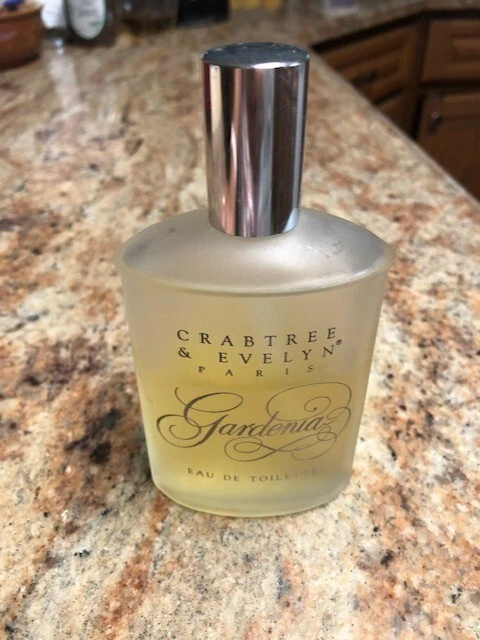 CRABTREE
& EVELYN®
PARIS
Gardenia
EAU DE TOILETTE